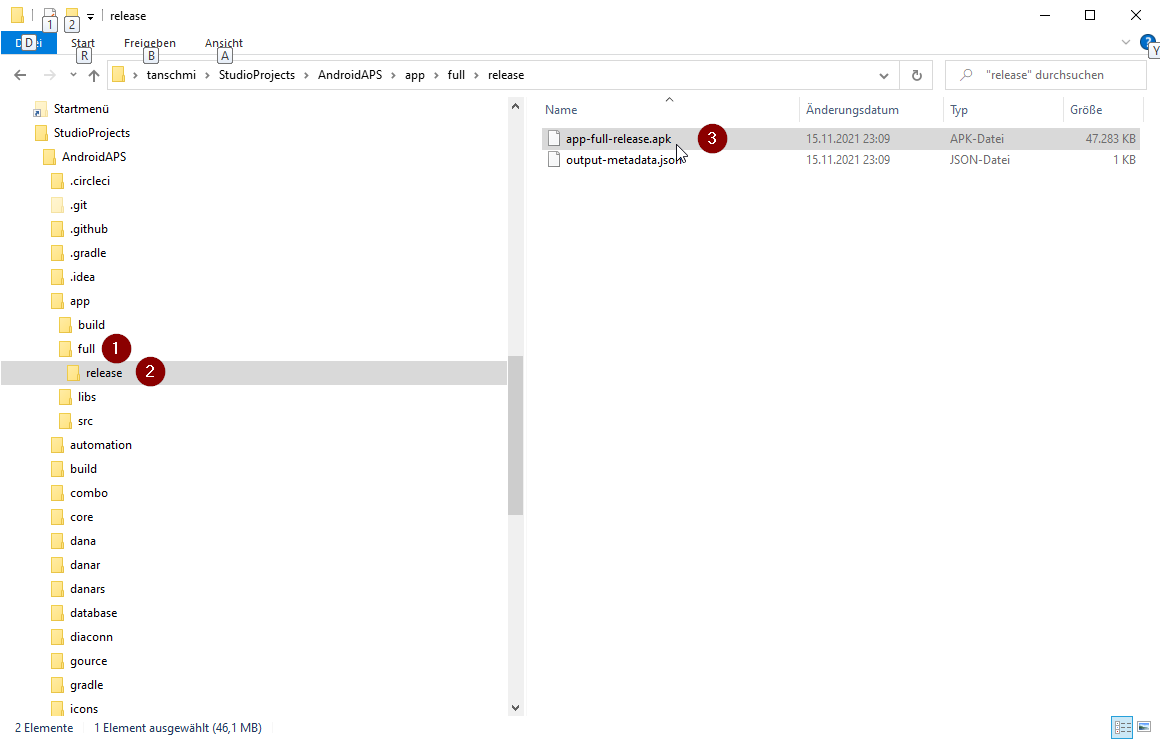 release
1 2
Datei Start Freigeben Ansicht ?
D R B A Y
tanschmi > StudioProjects > AndroidAPS > app > full > release
"release" durchsuchen
Startmenü
StudioProjects
AndroidAPS
.circleci
.git
.github
.gradle
.idea
app
build
full 1
release 2
libs
src
automation
build
combo
core
dana
danar
danars
database
diaconn
gource
gradle
icons
Name Änderungsdatum Typ Größe
app-full-release.apk 3 15.11.2021 23:09 APK-Datei 47.283 KB
output-metadata.json 15.11.2021 23:09 JSON-Datei 1 KB
2 Elemente 1 Element ausgewählt (46,1 MB)